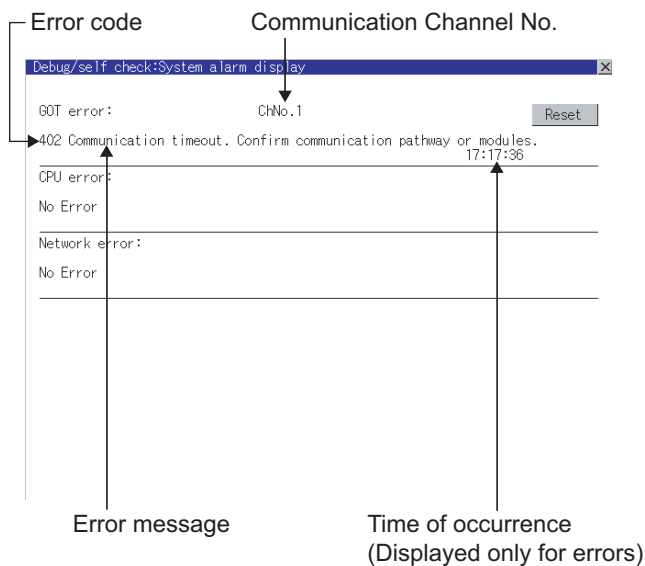 Error code
Communication Channel No.
Debug/self check:System alarm display
GOT error:
ChNo.1
Reset
402 Communication timeout. Confirm communication pathway or modules.
17:17:36
CPU error:
No Error
Network error:
No Error
Error message
Time of occurrence
(Displayed only for errors)